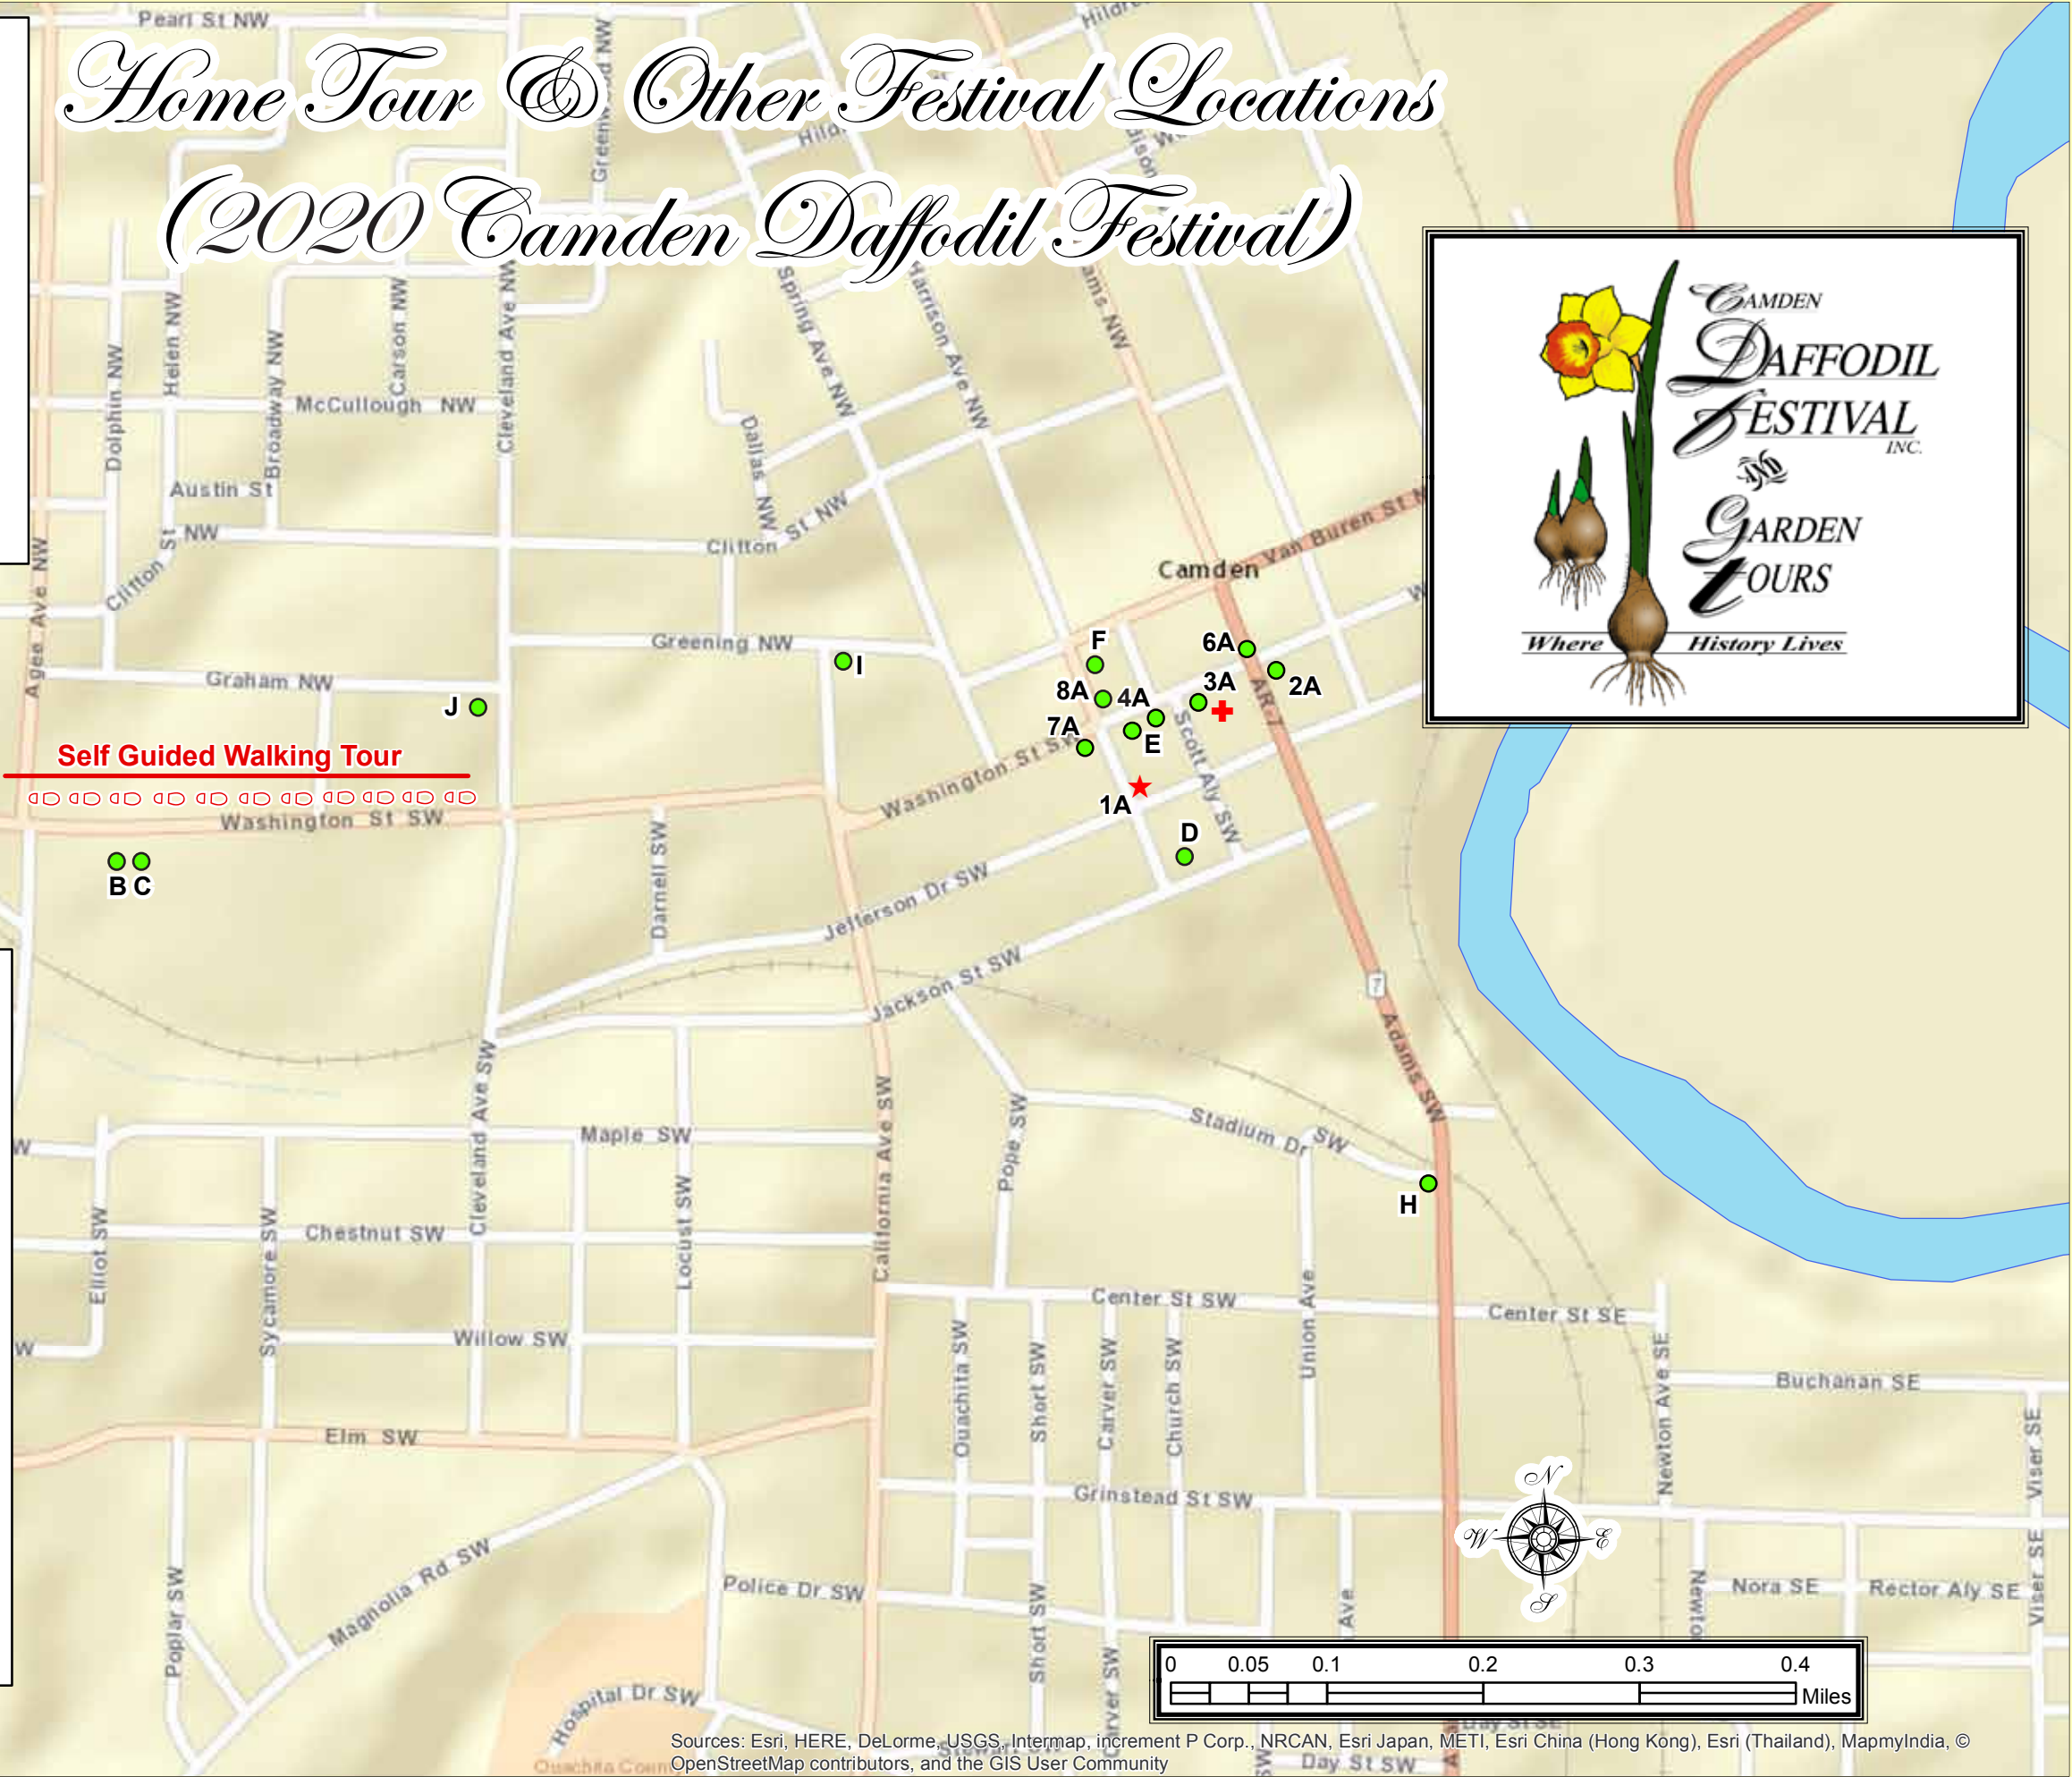 Pearl St NW
Home Tour & Other Festival Locations
(2020 Camden Daffodil Festival)
Spring Ave NW
Harrison Ave NW
Dolphin NW
Helen NW
Broadway NW
Carson NW
Cleveland Ave NW
McCullough NW
Dallas NW
Austin St
Clifton St NW
Clifton St NW
Agee Ave NW
Camden
Van Buren St
Greening NW
Graham NW
CAMDEN
DAFFODIL
FESTIVAL
INC.
AND
GARDEN
TOURS
Where History Lives
F
6A
I
8A
4A
3A
2A
J
7A
E
AR-7
Scott Aly SW
Self Guided Walking Tour
1A
Washington St SW
Washington St SW
D
B C
Darnell SW
Jefferson Dr SW
Jackson St SW
7
Adams SW
Cleveland Ave SW
California Ave SW
Maple SW
Pope SW
Stadium Dr SW
H
Elliot SW
Sycamore SW
Chestnut SW
Locust SW
Willow SW
Center St SW
Center St SE
Union Ave
Ouachita SW
Short SW
Carver SW
Church SW
Newton Ave SE
Buchanan SE
Viser SE
Elm SW
Grinstead St SW
N
W E
S
Magnolia Rd SW
Poplar SW
Police Dr SW
Short SW
Carver SW
Ave
Nora SE
Rector Aly SE
Viser SE
Hospital Dr SW
0 0.05 0.1 0.2 0.3 0.4
Miles
Day St SE
Day St SW
Sources: Esri, HERE, DeLorme, USGS, Intermap, increment P Corp., NRCAN, Esri Japan, METI, Esri China (Hong Kong), Esri (Thailand), MapmyIndia, ©
OpenStreetMap contributors, and the GIS User Community